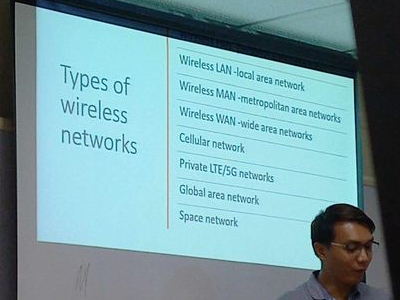 Types of
wireless
networks
Wireless LAN -local area network
Wireless MAN -metropolitan area networks
Wireless WAN -wide area networks
Cellular network
Private LTE/5G networks
Global area network
Space network